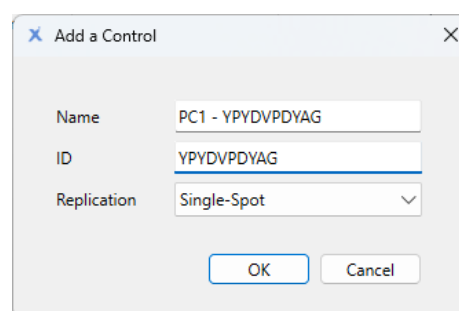 Add a Control
Name PC1 - YPYDVPDYAG
ID YPYDVPDYAG
Replication Single-Spot
OK Cancel